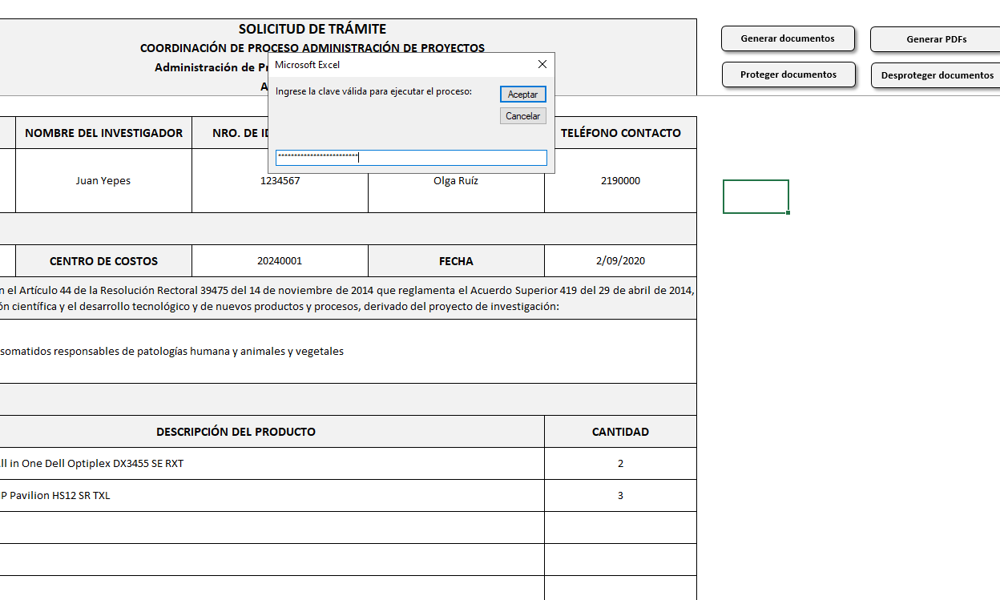 SOLICITUD DE TRÁMITE
COORDINACIÓN DE PROCESO ADMINISTRACIÓN DE PROYECTOS
Administración de
A
Generar documentos
Generar PDFs
Proteger documentos
Desproteger documentos
Microsoft Excel
Ingrese la clave válida para ejecutar el proceso:
Aceptar
Cancelar
*************************
NOMBRE DEL INVESTIGADOR
NRO. DE
TELÉFONO CONTACTO
Juan Yepes
1234567
Olga Ruíz
2190000
CENTRO DE COSTOS
20240001
FECHA
2/09/2020
n el Artículo 44 de la Resolución Rectoral 39475 del 14 de noviembre de 2014 que reglamenta el Acuerdo Superior 419 del 29 de abril de 2014,
ón científica y el desarrollo tecnológico y de nuevos productos y procesos, derivado del proyecto de investigación:
somatidos responsables de patologías humana y animales y vegetales
DESCRIPCIÓN DEL PRODUCTO
CANTIDAD
ll in One Dell Optiplex DX3455 SE RXT
2
P Pavilion HS12 SR TXL
3